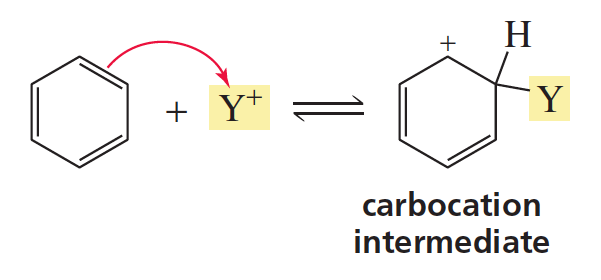 + H
+ Y⁺ Y
carbocation
intermediate